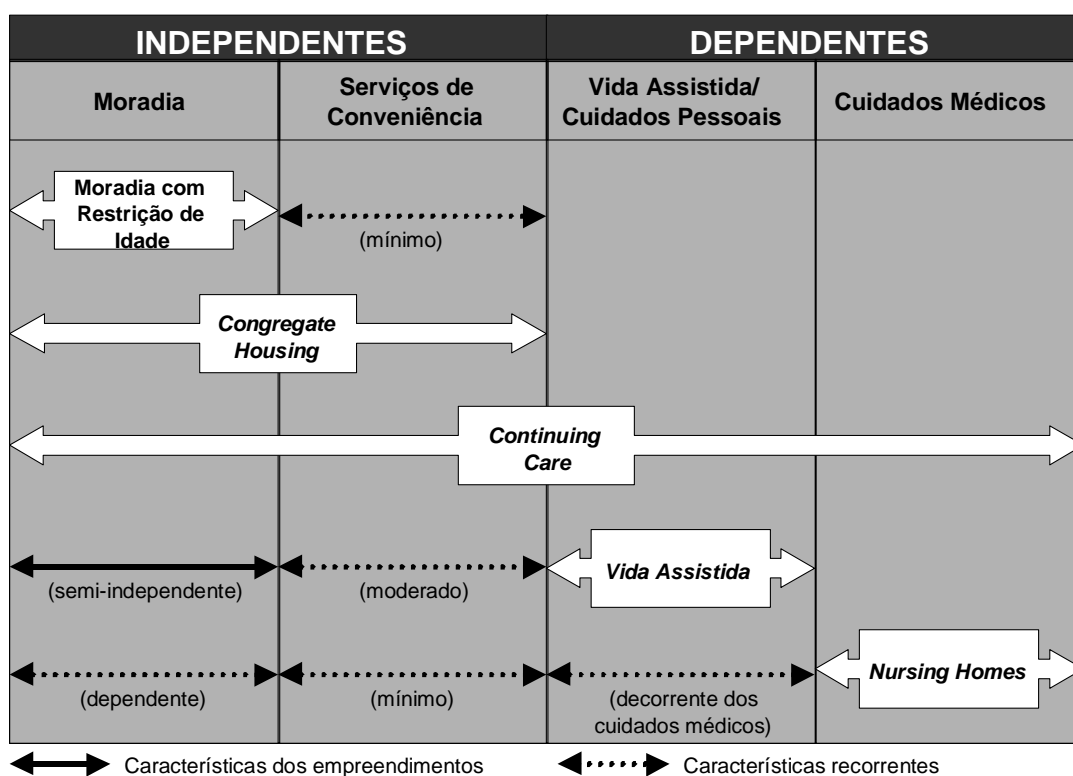 INDEPENDENTES
DEPENDENTES
Moradia
Serviços de
Conveniência
Vida Assistida/
Cuidados Pessoais
Cuidados Médicos
Moradia com
Restrição de
Idade
(mínimo)
Congregate
Housing
Continuing
Care
(semi-independente)
(moderado)
Vida Assistida
(dependente)
(mínimo)
(decorrente dos
cuidados médicos)
Nursing Homes
Características dos empreendimentos
Características recorrentes